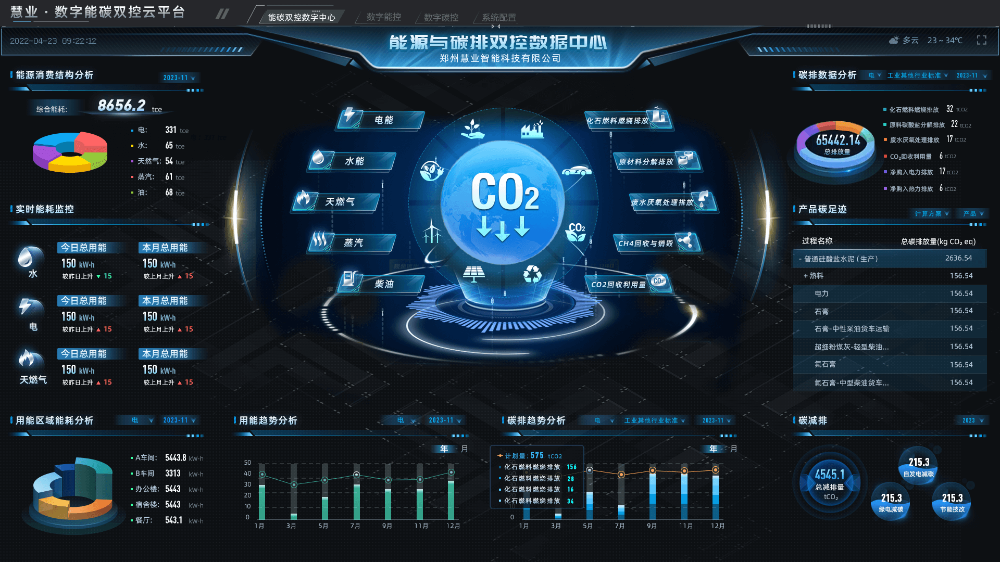 慧业 · 数字能碳双控云平台
能碳双控数字中心
数字能控
数字碳控
系统配置
2022-04-23 09:22:12
能源与碳排双控数据中心
郑州慧业智能科技有限公司
多云 23～34℃
能源消费结构分析
2023-11
综合能耗: 8656.2 tce
电: 331 tce
水: 65 tce
天然气: 54 tce
蒸汽: 61 tce
油: 68 tce
实时能耗监控
今日总用能 本月总用能
150 kW·h 150 kW·h
水 较昨日上升 15 较上月上升 15
今日总用能 本月总用能
150 kW·h 150 kW·h
电 较昨日上升 15 较上月上升 15
今日总用能 本月总用能
150 kW·h 150 kW·h
天燃气 较昨日上升 15 较上月上升 15
电能
水能
天燃气
蒸汽
柴油
CO2
CO2
化石燃料燃烧排放
原材料分解排放
废水厌氧处理排放
CH4回收与销毁
CO2回收利用量
CO₂
碳排数据分析 电 工业其他行业标准 2023-11
65442.14
总排放量
化石燃料燃烧排放 32 tCO2
原料碳酸盐分解排放 22 tCO2
废水厌氧处理排放 17 tCO2
CO₂回收利用量 6 tCO2
净购入电力排放 17 tCO2
净购入热力排放 6 tCO2
产品碳足迹 计算方案 产品
过程名称 总碳排放量(kg CO₂ eq)
- 普通硅酸盐水泥 ( 生产 ) 2636.54
+ 熟料 156.54
电力 156.54
石膏 156.54
石膏-中性采油货车运输 156.54
超细粉煤灰-轻型柴油... 156.54
氟石膏 156.54
氟石膏-中型柴油货车... 156.54
用能区域能耗分析 电 2023-11
A车间: 5443.8 kW·h
B车间 3313 kW·h
办公楼: 5443 kW·h
宿舍楼: 5443 kW·h
餐厅: 543.1 kW·h
用能趋势分析 电 2023-11
年 月
50
40
30
20
10
0
1月 3月 5月 7月 9月 11月 12月
碳排趋势分析 电 工业其他行业标准 2023-11
年 月
计划量: 575 tCO2
化石燃料燃烧排放 156
化石燃料燃烧排放 28
化石燃料燃烧排放 16
化石燃料燃烧排放 34
0
1月 3月 5月 7月 9月 11月 12月
碳减排 2023
4545.1
总减排量
tCO₂
215.3
自发电减碳
215.3
绿电减碳
215.3
节能技改